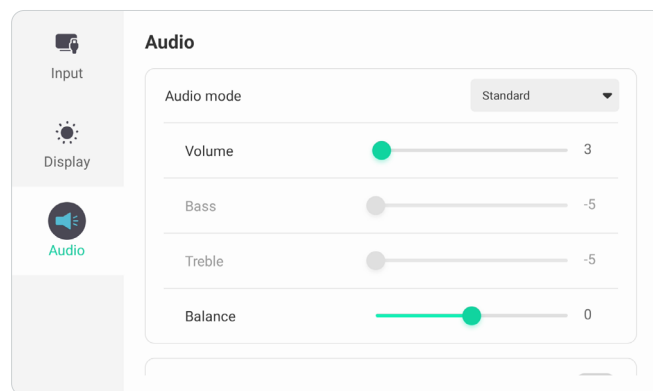 Audio
Input
Audio mode
Standard
Volume
3
Display
Bass
-5
Audio
Treble
-5
Balance
0